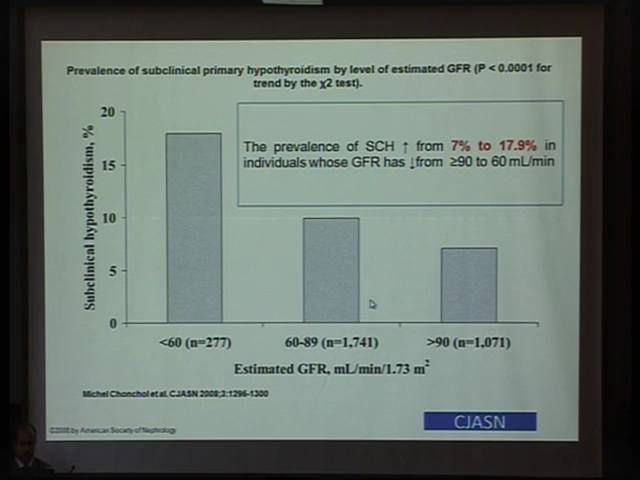 Prevalence of subclinical primary hypothyroidism by level of estimated GFR (P < 0.0001 for
trend by the χ2 test).
The prevalence of SCH ↑ from 7% to 17.9% in
individuals whose GFR has ↓from ≥90 to 60 mL/min
Subclinical hypothyroidism, %
20
15
10
5
0
<60 (n=277) 60-89 (n=1,741) >90 (n=1,071)
Estimated GFR, mL/min/1.73 m²
Michel Chonchol et al. CJASN 2008;3:1296-1300
©2008 by American Society of Nephrology
CJASN